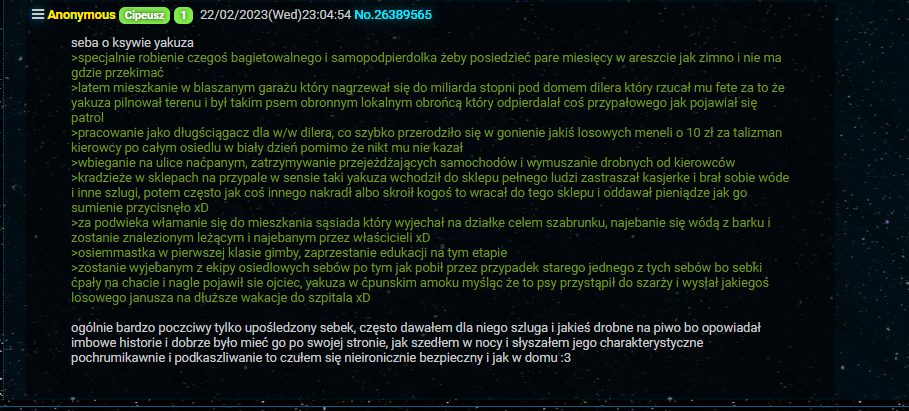 Anonymous Cipeusz 1 22/02/2023(Wed)23:04:54 No.26389565
seba o ksywie yakuza
>specjalnie robienie czegoś bagietowalnego i samopodpierdolka żeby posiedzieć pare miesięcy w areszcie jak zimno i nie ma
gdzie przekimać
>latem mieszkanie w blaszanym garażu który nagrzewał się do miliarda stopni pod domem dilera który rzucał mu fete za to że
yakuza pilnował terenu i był takim psem obronnym lokalnym obrońcą który odpierdalał coś przypałowego jak pojawiał się
patrol
>pracowanie jako długściągacz dla w/w dilera, co szybko przerodziło się w gonienie jakiś losowych meneli o 10 zł za talizman
kierowcy po całym osiedlu w biały dzień pomimo że nikt mu nie kazał
>wbieganie na ulice naćpanym, zatrzymywanie przejeżdżających samochodów i wymuszanie drobnych od kierowców
>kradzieże w sklepach na przypale w sensie taki yakuza wchodził do sklepu pełnego ludzi zastraszał kasjerke i brał sobie wóde
i inne szlugi, potem często jak coś innego nakradł albo skroił kogoś to wracał do tego sklepu i oddawał pieniądze jak go
sumienie przycisnęło xD
>za podwieka włamanie się do mieszkania sąsiada który wyjechał na działke celem szabrunku, najebanie się wódą z barku i
zostanie znalezionym leżącym i najebanym przez właścicieli xD
>osiemmastka w pierwszej klasie gimby, zaprzestanie edukacji na tym etapie
>zostanie wyjebanym z ekipy osiedlowych sebów po tym jak pobił przez przypadek starego jednego z tych sebów bo sebki
ćpały na chacie i nagle pojawił sie ojciec, yakuza w ćpunskim amoku myśląc że to psy przystąpił do szarży i wysłał jakiegoś
losowego janusza na dłuższe wakacje do szpitala xD
ogólnie bardzo poczciwy tylko upośledzony sebek, często dawałem dla niego szluga i jakieś drobne na piwo bo opowiadał
imbowe historie i dobrze było mieć go po swojej stronie, jak szedłem w nocy i słyszałem jego charakterystyczne
pochrumikawnie i podkaszliwanie to czułem się nieironicznie bezpieczny i jak w domu :3